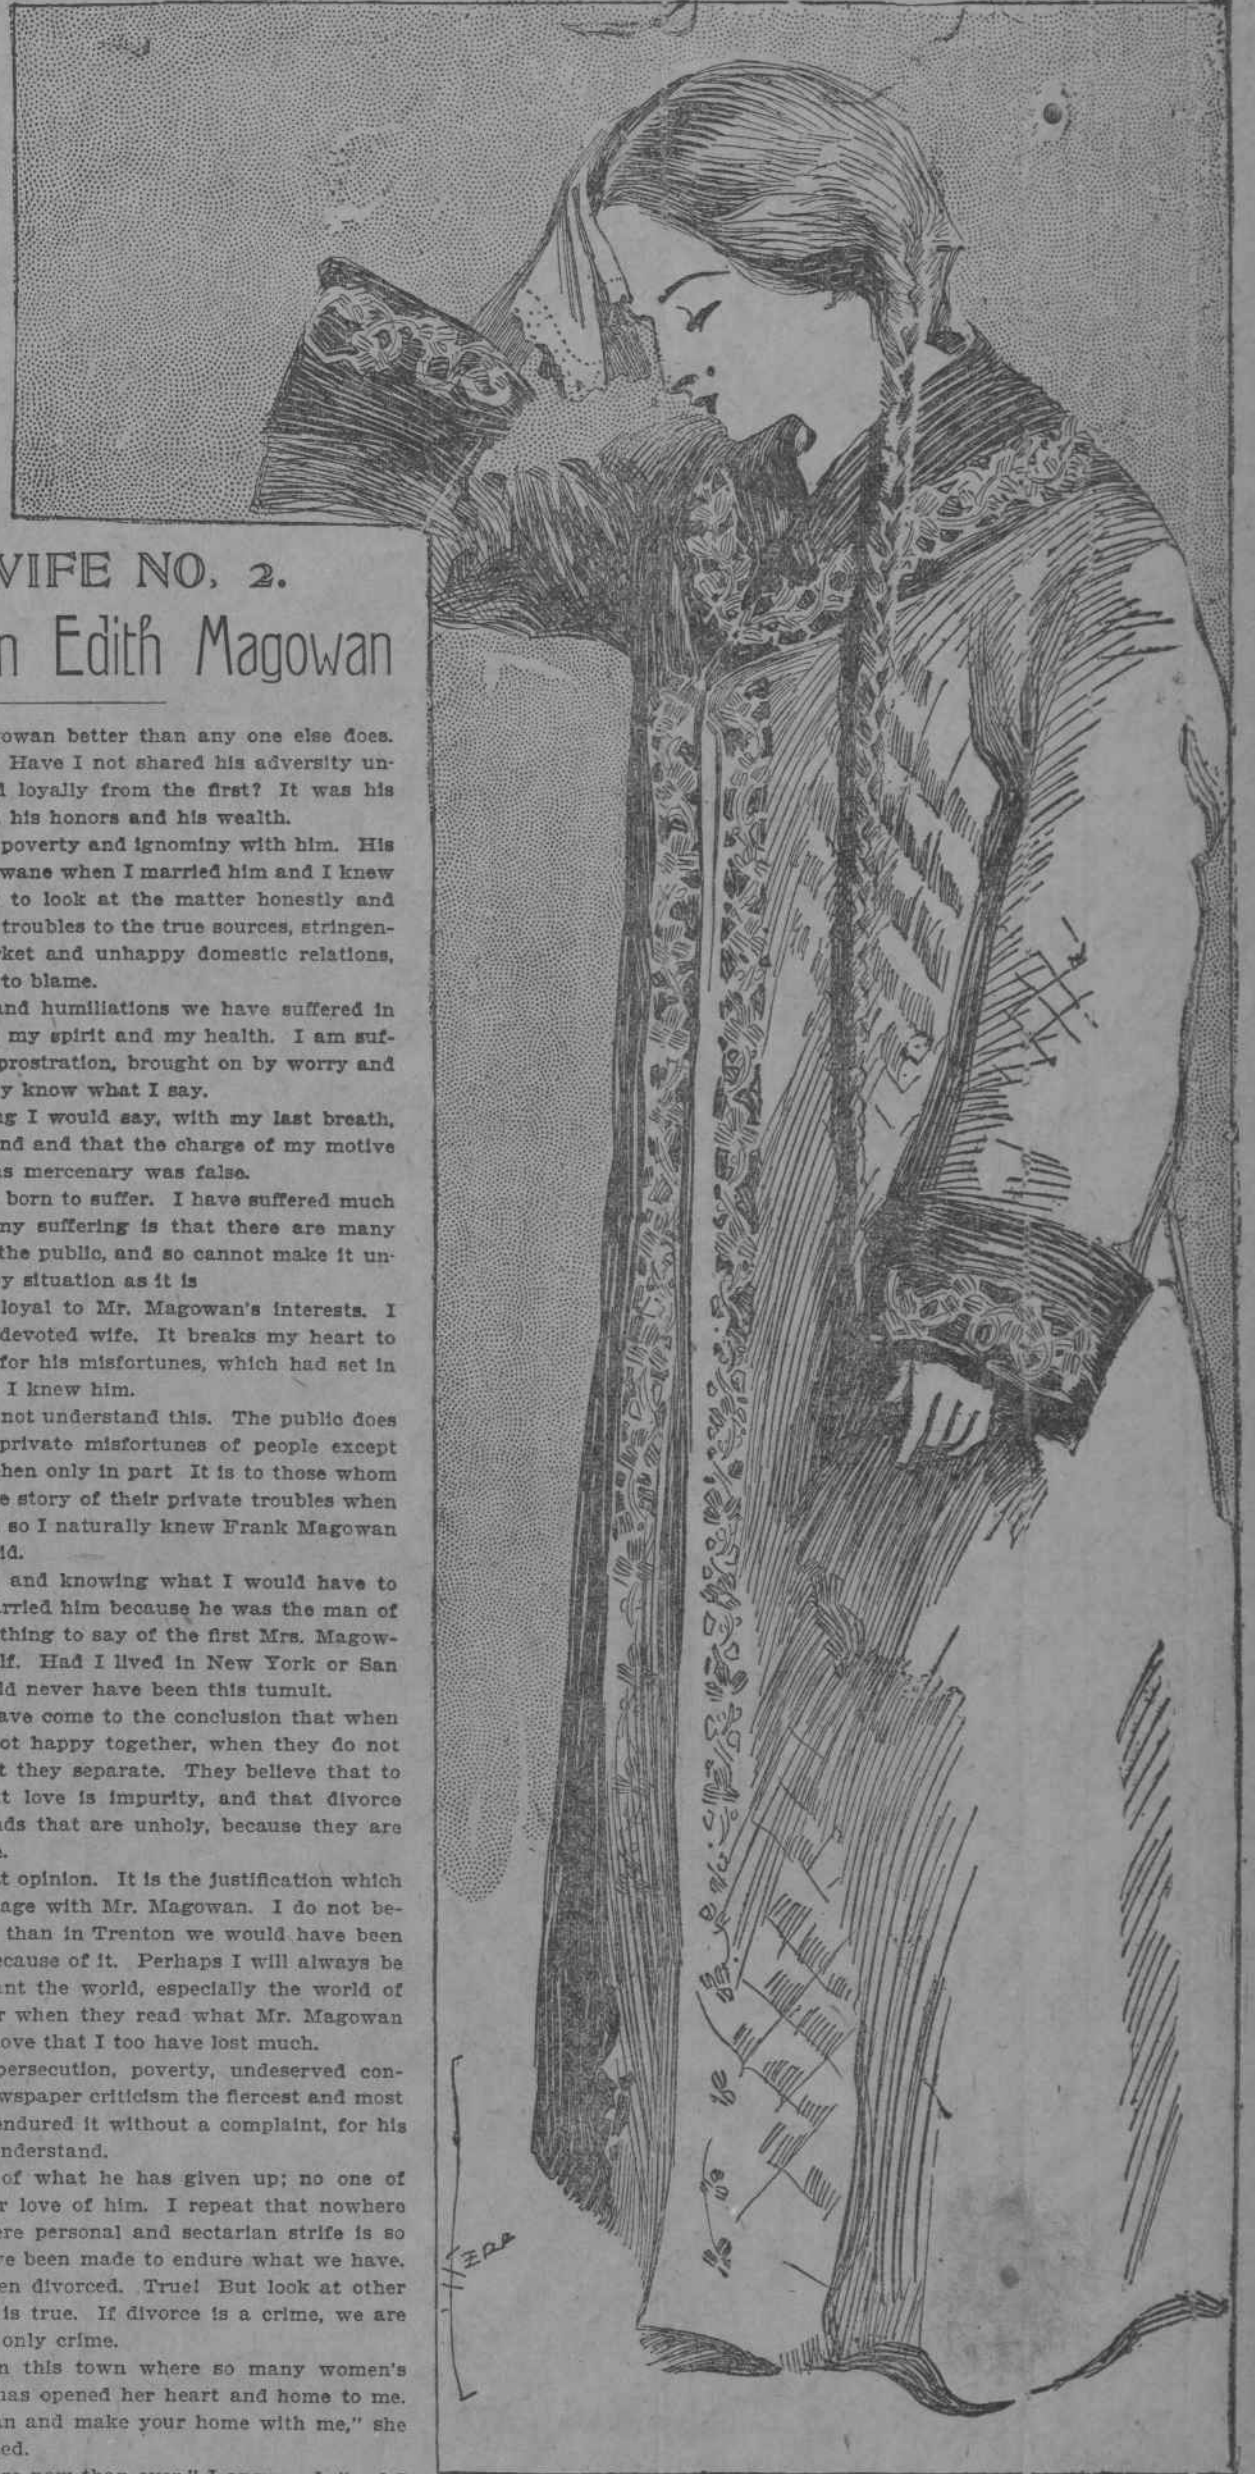 WIFE NO. 2.
n Edith Magowan
owan better than any one else does.
Have I not shared his adversity un-
d loyally from the first? It was his
his honors and his wealth.
poverty and ignominy with him. His
wane when I married him and I knew
to look at the matter honestly and
troubles to the true sources, stringen-
ket and unhappy domestic relations,
to blame.
and humiliations we have suffered in
my spirit and my health. I am suf-
prostration, brought on by worry and
y know what I say.
ng I would say, with my last breath,
nd and that the charge of my motive
as mercenary was false.
born to suffer. I have suffered much
my suffering is that there are many
the public, and so cannot make it un-
y situation as it is
loyal to Mr. Magowan's interests. I
devoted wife. It breaks my heart to
for his misfortunes, which had set in
I knew him.
not understand this. The public does
private misfortunes of people except
then only in part It is to those whom
e story of their private troubles when
so I naturally knew Frank Magowan
ld.
and knowing what I would have to
rried him because he was the man of
thing to say of the first Mrs. Magow-
lf. Had I lived in New York or San
ld never have been this tumult.
ave come to the conclusion that when
ot happy together, when they do not
t they separate. They believe that to
t love is impurity, and that divorce
nds that are unholy, because they are
e.
t opinion. It is the justification which
age with Mr. Magowan. I do not be-
than in Trenton we would have been
ecause of it. Perhaps I will always be
ant the world, especially the world of
r when they read what Mr. Magowan
ove that I too have lost much.
persecution, poverty, undeserved con-
wspaper criticism the fiercest and most
endured it without a complaint, for his
nderstand.
of what he has given up; no one of
r love of him. I repeat that nowhere
ere personal and sectarian strife is so
ve been made to endure what we have.
en divorced. True! But look at other
is true. If divorce is a crime, we are
only crime.
n this town where so many women's
has opened her heart and home to me.
in and make your home with me," she
ed.